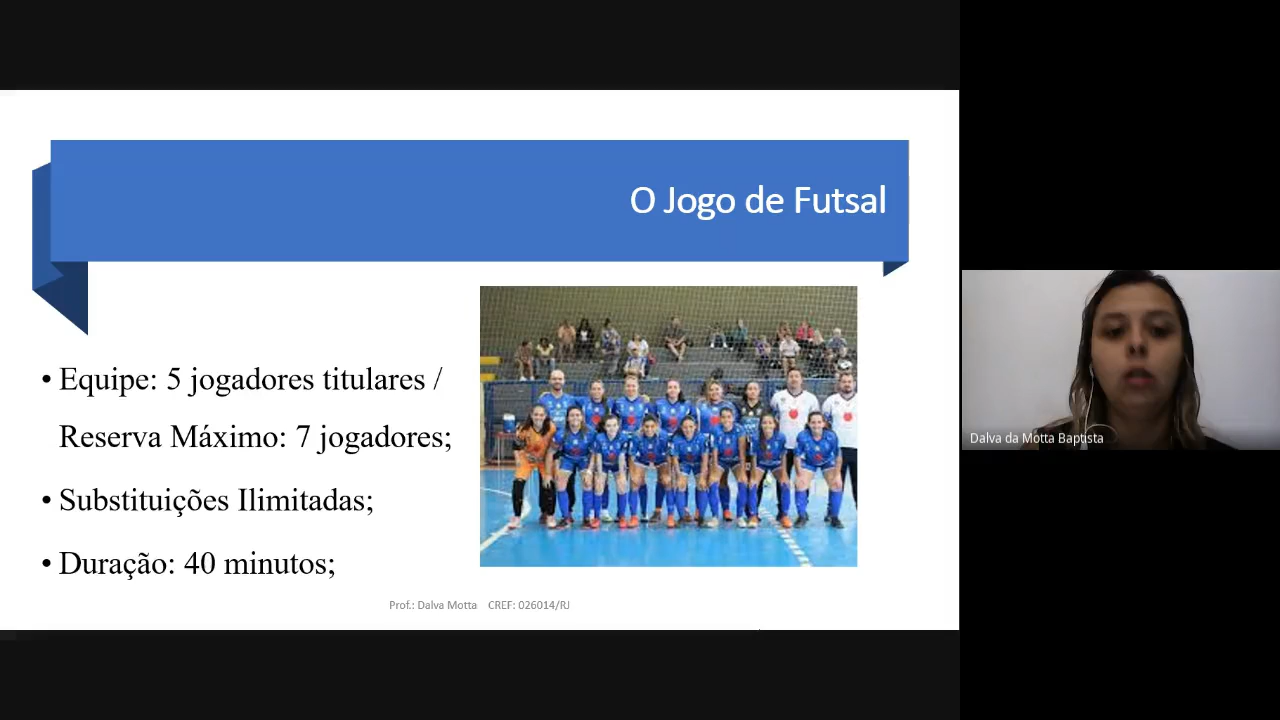 O Jogo de Futsal
• Equipe: 5 jogadores titulares /
Reserva Máximo: 7 jogadores;
• Substituições Ilimitadas;
• Duração: 40 minutos;
Prof.: Dalva Motta CREF: 026014/RJ
Dalva da Motta Baptista